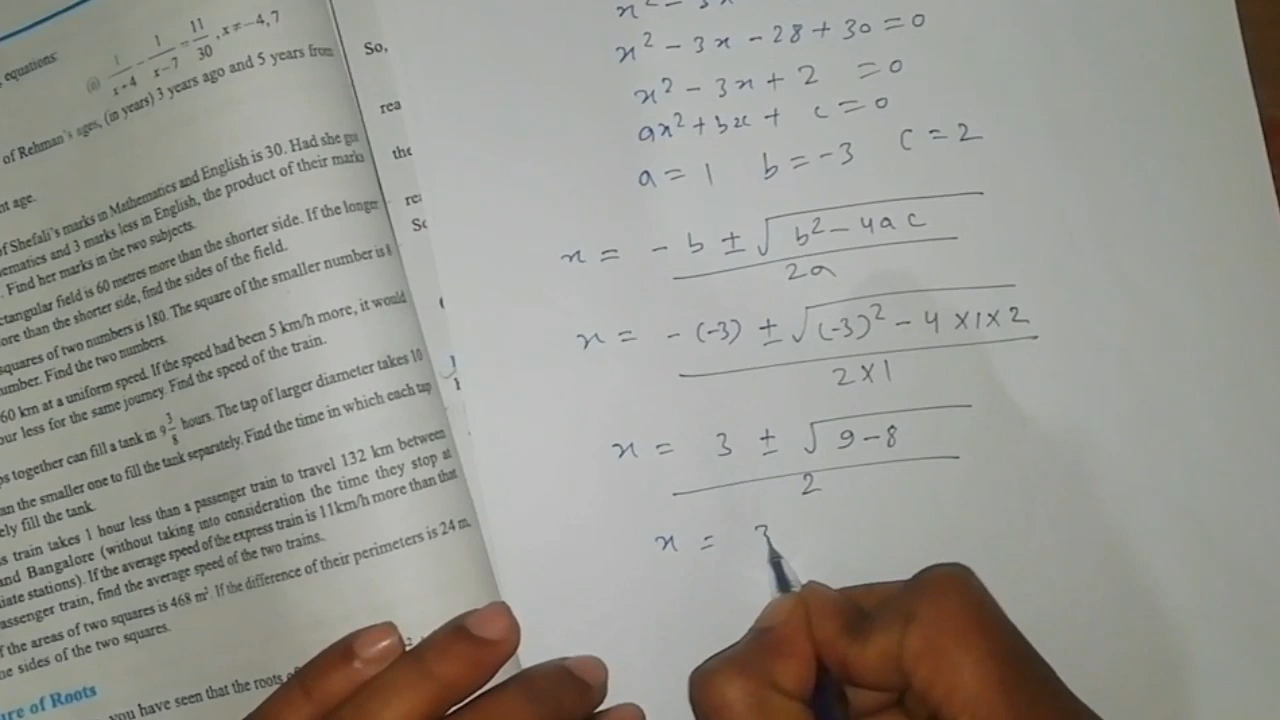 equations:
(ii) 1/x+4 - 1/x-7 = 11/30, x ≠ -4, 7
of Rehman's ages, (in years) 3 years ago and 5 years from
nt age.
of Shefali's marks in Mathematics and English is 30. Had she got
ematics and 3 marks less in English, the product of their marks
. Find her marks in the two subjects.
ctangular field is 60 metres more than the shorter side. If the longer
ore than the shorter side, find the sides of the field.
squares of two numbers is 180. The square of the smaller number is 8
umber. Find the two numbers.
60 km at a uniform speed. If the speed had been 5 km/h more, it would
our less for the same journey. Find the speed of the train.
ps together can fill a tank in 9 3/8 hours. The tap of larger diameter takes 10
an the smaller one to fill the tank separately. Find the time in which each tap
ely fill the tank.
s train takes 1 hour less than a passenger train to travel 132 km between
and Bangalore (without taking into consideration the time they stop at
iate stations). If the average speed of the express train is 11km/h more than that
assenger train, find the average speed of the two trains.
f the areas of two squares is 468 m². If the difference of their perimeters is 24 m,
he sides of the two squares.
ure of Roots
you have seen that the roots
So,
rea
the
rea
So
x² - 3x - 28 + 30 = 0
x² - 3x + 2 = 0
ax² + bx + c = 0
a = 1 b = -3 c = 2
x = -b ± √b² - 4ac / 2a
x = -(-3) ± √(-3)² - 4 × 1 × 2 / 2 × 1
x = 3 ± √9 - 8 / 2
x = 3